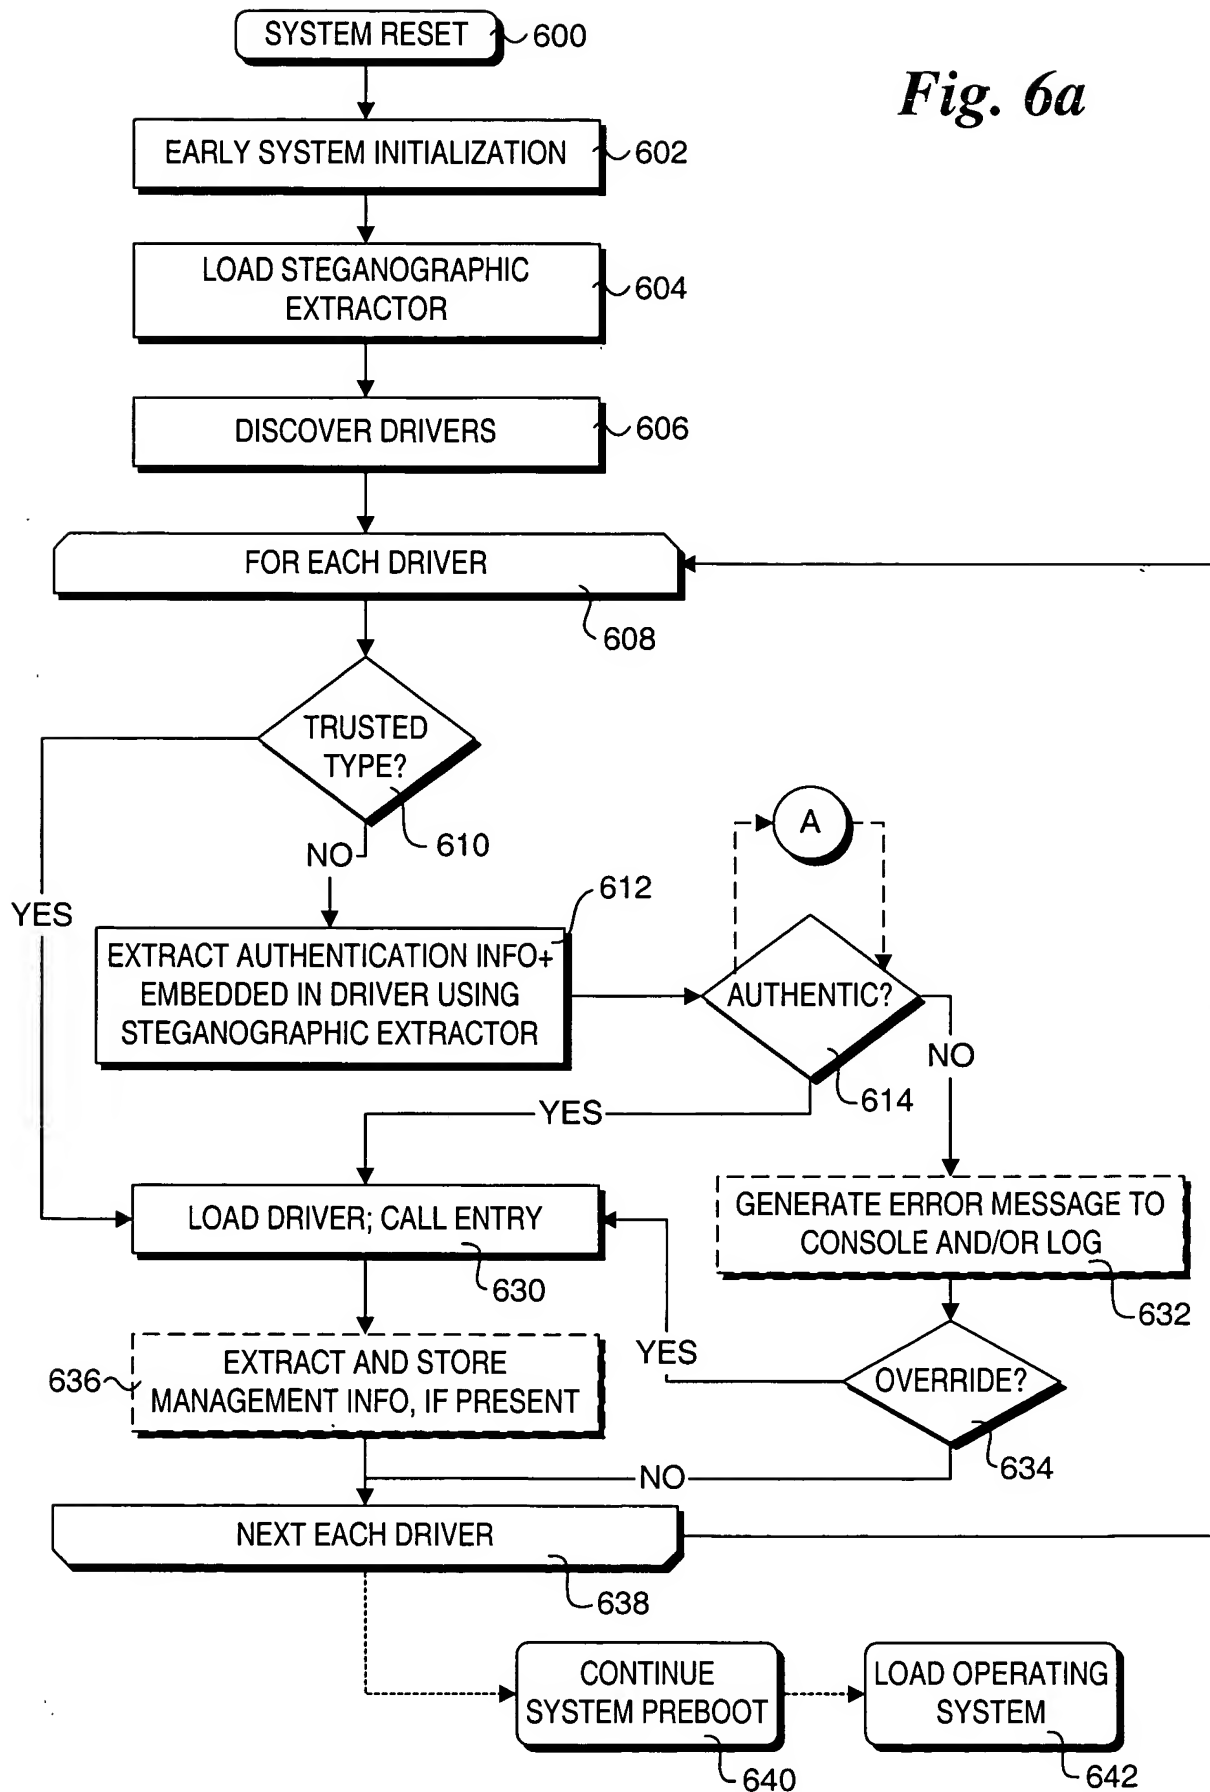 SYSTEM RESET
600
Fig. 6a
EARLY SYSTEM INITIALIZATION
602
LOAD STEGANOGRAPHIC
EXTRACTOR
604
DISCOVER DRIVERS
606
FOR EACH DRIVER
608
TRUSTED
TYPE?
610
NO
YES
A
612
EXTRACT AUTHENTICATION INFO+
EMBEDDED IN DRIVER USING
STEGANOGRAPHIC EXTRACTOR
AUTHENTIC?
614
NO
YES
LOAD DRIVER; CALL ENTRY
630
GENERATE ERROR MESSAGE TO
CONSOLE AND/OR LOG
632
YES
OVERRIDE?
634
636
EXTRACT AND STORE
MANAGEMENT INFO, IF PRESENT
NO
NEXT EACH DRIVER
638
CONTINUE
SYSTEM PREBOOT
640
LOAD OPERATING
SYSTEM
642